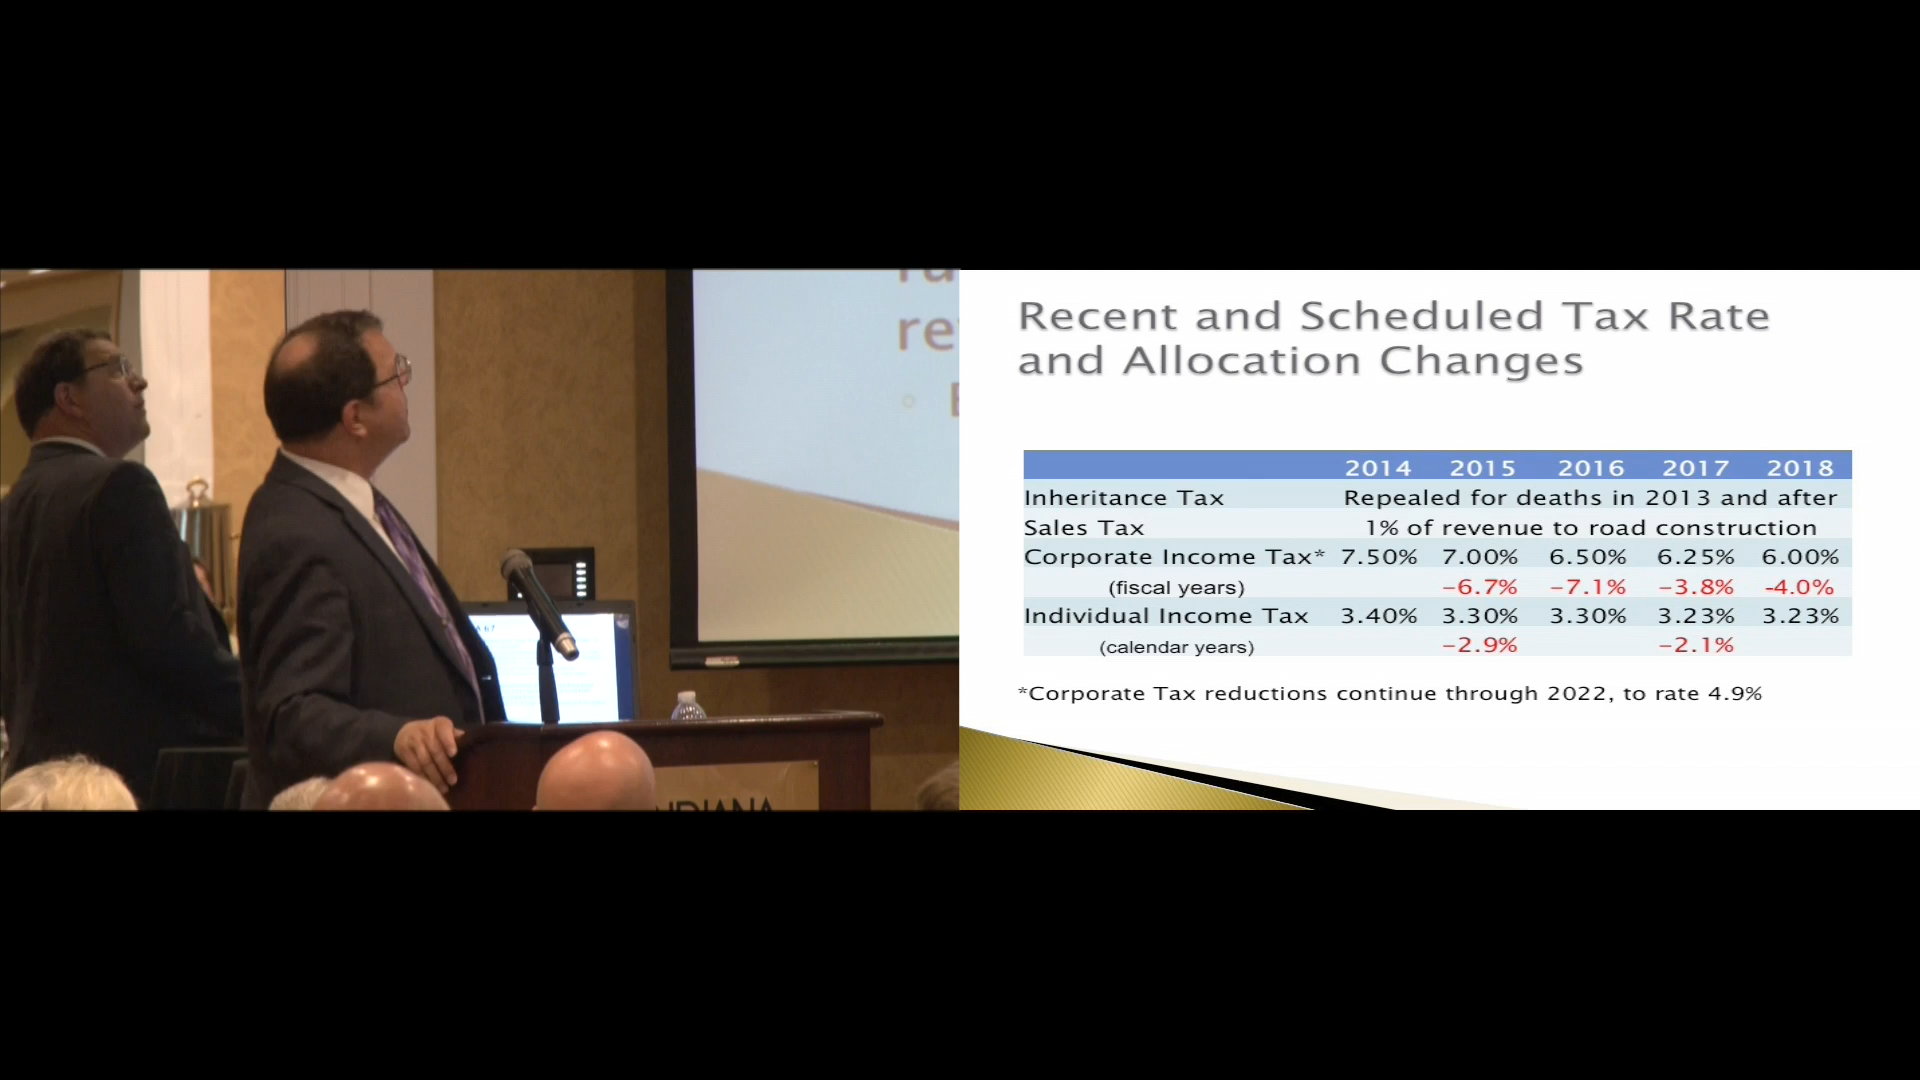 Recent and Scheduled Tax Rate
and Allocation Changes
2014 2015 2016 2017 2018
Inheritance Tax Repealed for deaths in 2013 and after
Sales Tax 1% of revenue to road construction
Corporate Income Tax* 7.50% 7.00% 6.50% 6.25% 6.00%
(fiscal years) −6.7% −7.1% −3.8% -4.0%
Individual Income Tax 3.40% 3.30% 3.30% 3.23% 3.23%
(calendar years) −2.9% −2.1%
*Corporate Tax reductions continue through 2022, to rate 4.9%
re
INDIANA